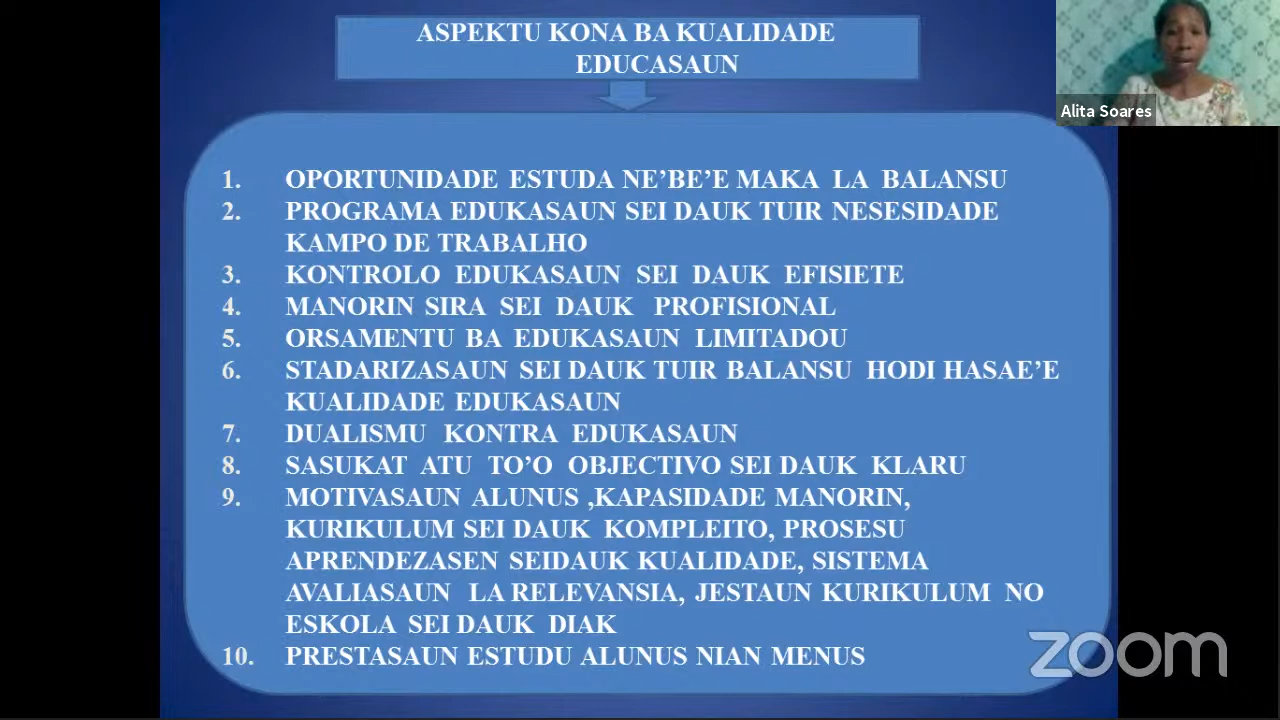 ASPEKTU KONA BA KUALIDADE
EDUCASAUN
Alita Soares
1. OPORTUNIDADE ESTUDA NE’BE’E MAKA LA BALANSU
2. PROGRAMA EDUKASAUN SEI DAUK TUIR NESESIDADE
KAMPO DE TRABALHO
3. KONTROLO EDUKASAUN SEI DAUK EFISIETE
4. MANORIN SIRA SEI DAUK PROFISIONAL
5. ORSAMENTU BA EDUKASAUN LIMITADOU
6. STADARIZASAUN SEI DAUK TUIR BALANSU HODI HASAE’E
KUALIDADE EDUKASAUN
7. DUALISMU KONTRA EDUKASAUN
8. SASUKAT ATU TO’O OBJECTIVO SEI DAUK KLARU
9. MOTIVASAUN ALUNUS ,KAPASIDADE MANORIN,
KURIKULUM SEI DAUK KOMPLEITO, PROSESU
APRENDEZASEN SEIDAUK KUALIDADE, SISTEMA
AVALIASAUN LA RELEVANSIA, JESTAUN KURIKULUM NO
ESKOLA SEI DAUK DIAK
10. PRESTASAUN ESTUDU ALUNUS NIAN MENUS
zoom